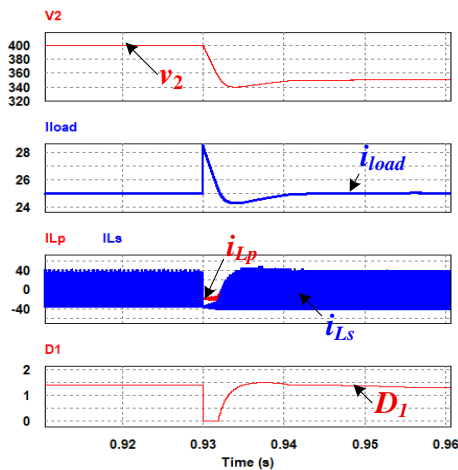 V2
400
380
360
340
320
v2
Iload
28
26
24
iload
ILp ILs
40
0
-40
iLp
iLs
D1
2
1
0
D1
0.92 0.93 0.94 0.95 0.96
Time (s)